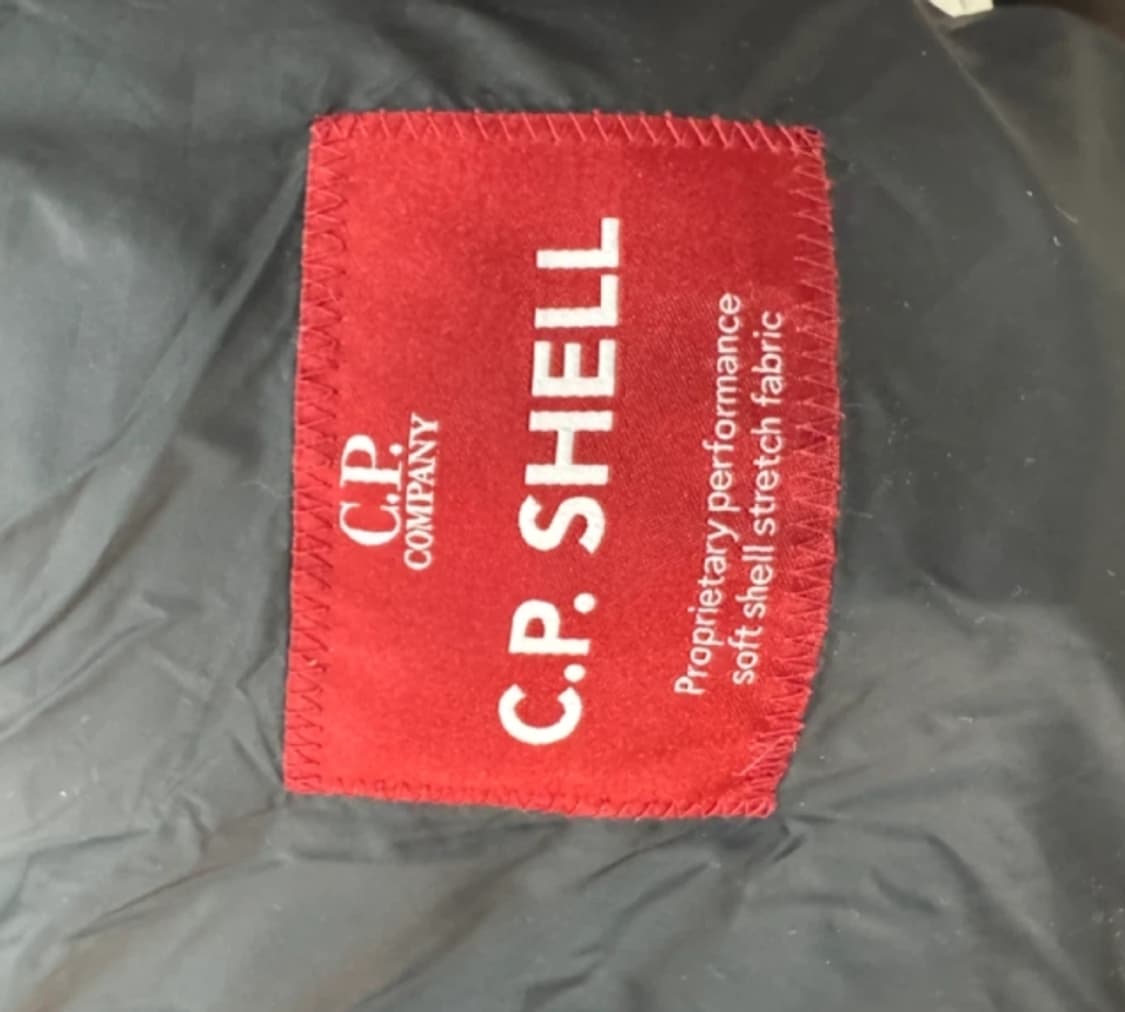 C.P.
COMPANY
C.P. SHELL
Proprietary performance
soft shell stretch fabric